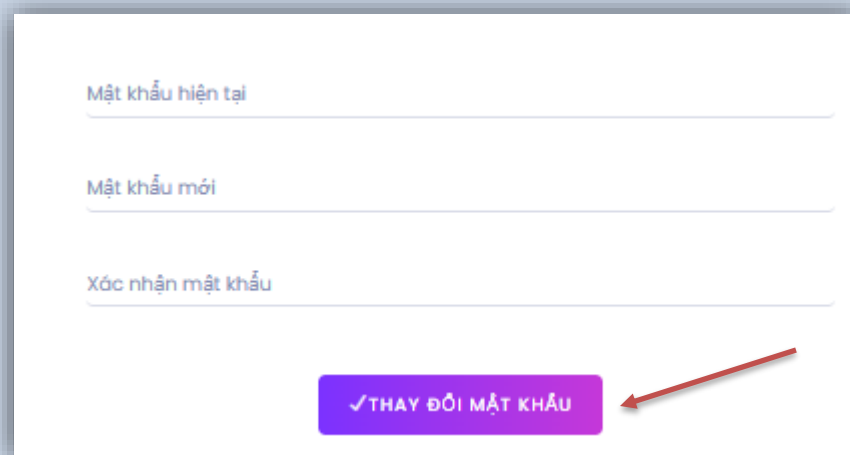 Mật khẩu hiện tại
Mật khẩu mới
Xác nhận mật khẩu
✓THAY ĐỔI MẬT KHẨU